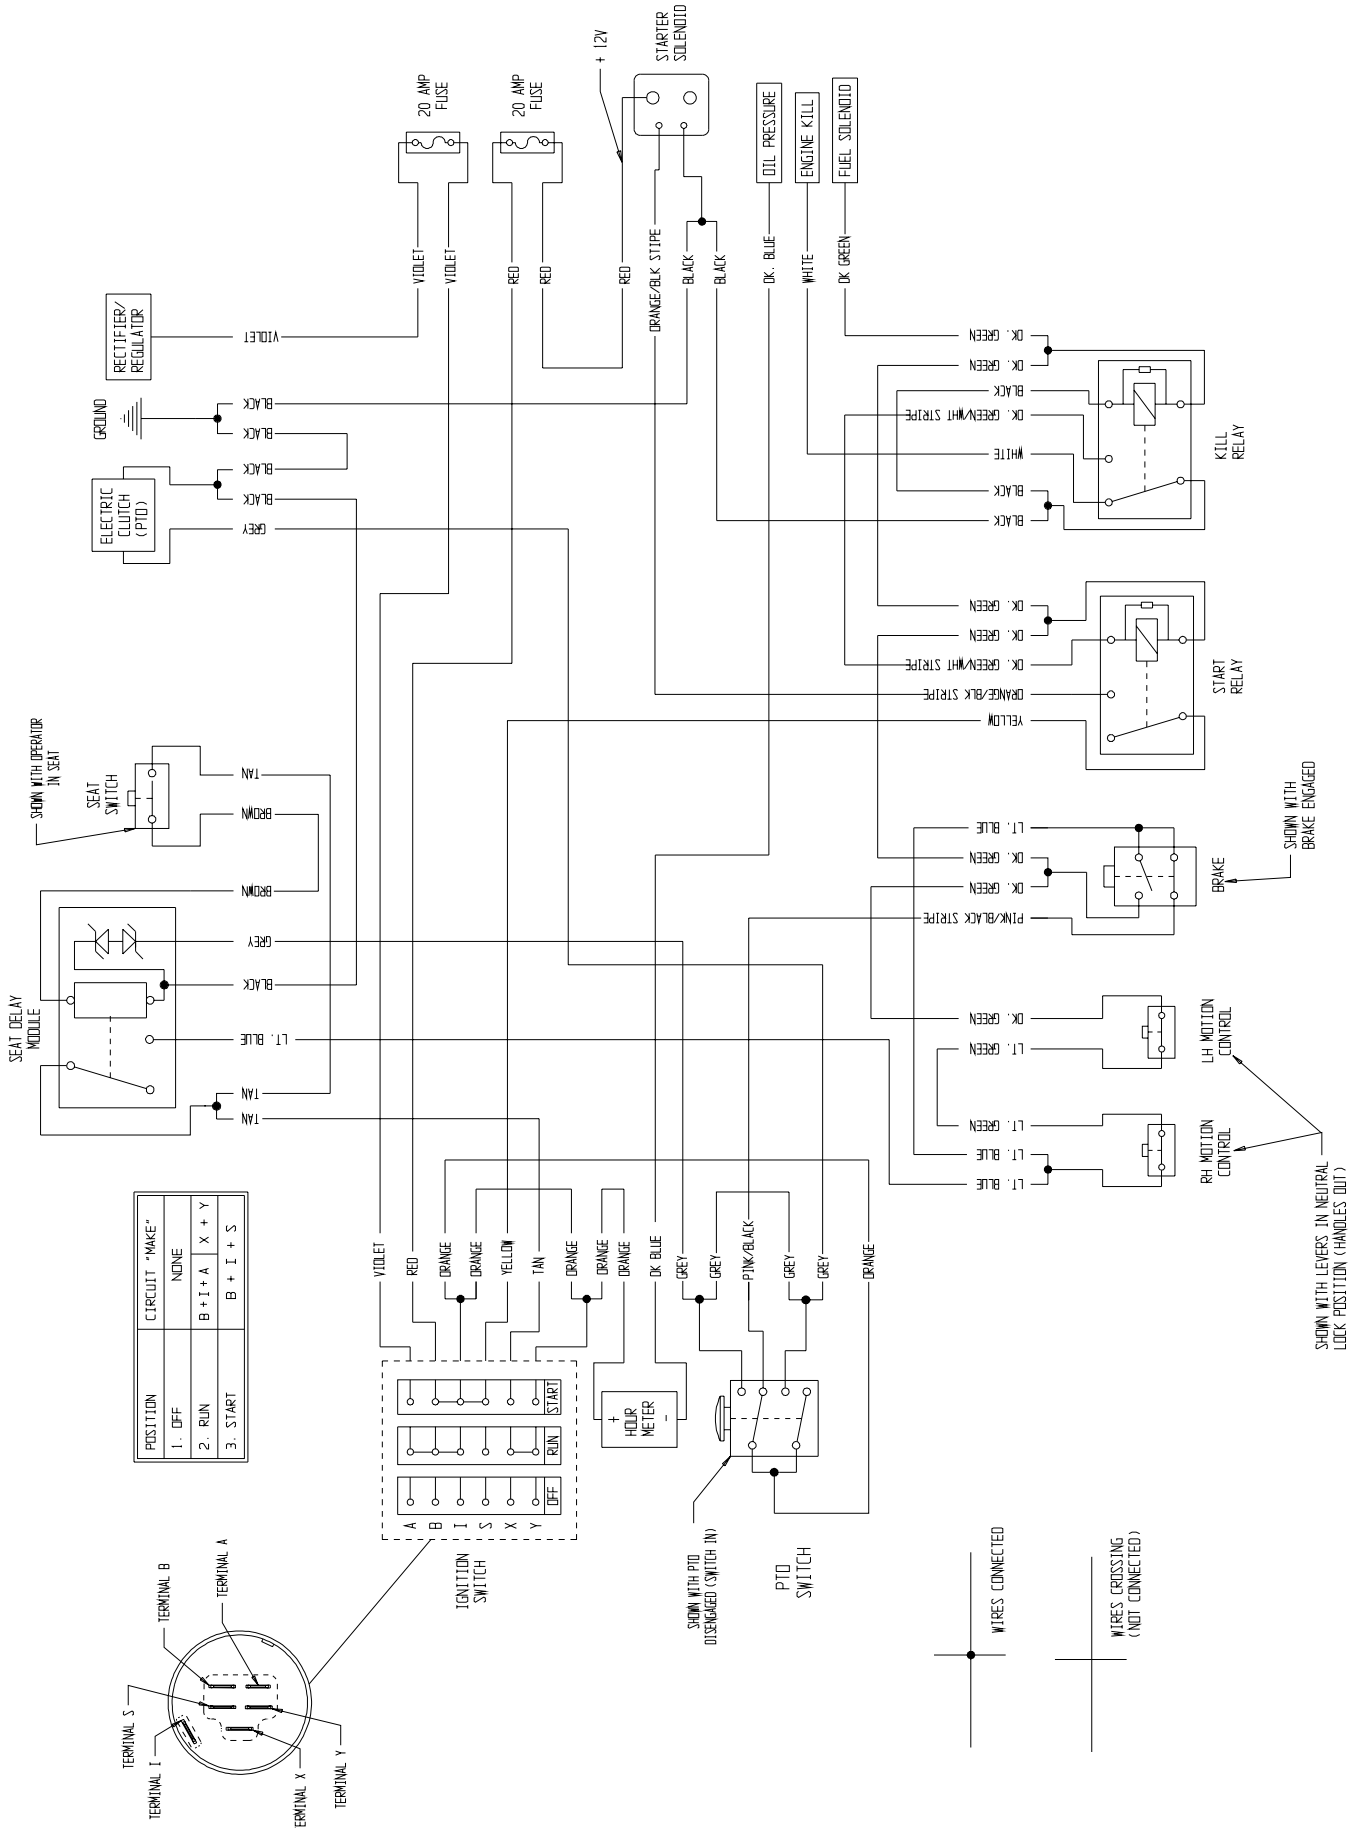 + 12V
STARTER
SOLENOID
20 AMP
FUSE
20 AMP
FUSE
OIL PRESSURE
ENGINE KILL
FUEL SOLENOID
VIOLET
VIOLET
RED
RED
RED
ORANGE/BLK STIPE
BLACK
BLACK
DK. BLUE
WHITE
DK GREEN
RECTIFIER/
REGULATOR
VIOLET
GROUND
BLACK
BLACK
BLACK
BLACK
GREY
ELECTRIC
CLUTCH
(PTO)
DK. GREEN
DK. GREEN
BLACK
DK. GREEN/WHT STRIPE
WHITE
BLACK
BLACK
KILL
RELAY
DK. GREEN
DK. GREEN
DK. GREEN/WHT STRIPE
ORANGE/BLK STRIPE
YELLOW
START
RELAY
SHOWN WITH OPERATOR
IN SEAT
SEAT
SWITCH
TAN
BROWN
BROWN
GREY
BLACK
LT. BLUE
TAN
TAN
SEAT DELAY
MODULE
LT. BLUE
DK. GREEN
DK. GREEN
PINK/BLACK STRIPE
BRAKE
SHOWN WITH
BRAKE ENGAGED
DK. GREEN
LT. GREEN
LH MOTION
CONTROL
LT. GREEN
LT. BLUE
LT. BLUE
RH MOTION
CONTROL
SHOWN WITH LEVERS IN NEUTRAL
LOCK POSITION (HANDLES OUT)
POSITION CIRCUIT "MAKE"
1. OFF NONE
2. RUN B+I+A X + Y
3. START B + I + S
VIOLET
RED
ORANGE
ORANGE
YELLOW
TAN
ORANGE
ORANGE
ORANGE
DK BLUE
GREY
GREY
PINK/BLACK
GREY
GREY
ORANGE
START
RUN
OFF
A
B
I
S
X
Y
IGNITION
SWITCH
+
HOUR
METER
-
SHOWN WITH PTO
DISENGAGED (SWITCH IN)
PTO
SWITCH
TERMINAL A
TERMINAL B
TERMINAL S
TERMINAL I
ERMINAL X
TERMINAL Y
WIRES CONNECTED
WIRES CROSSING
(NOT CONNECTED)